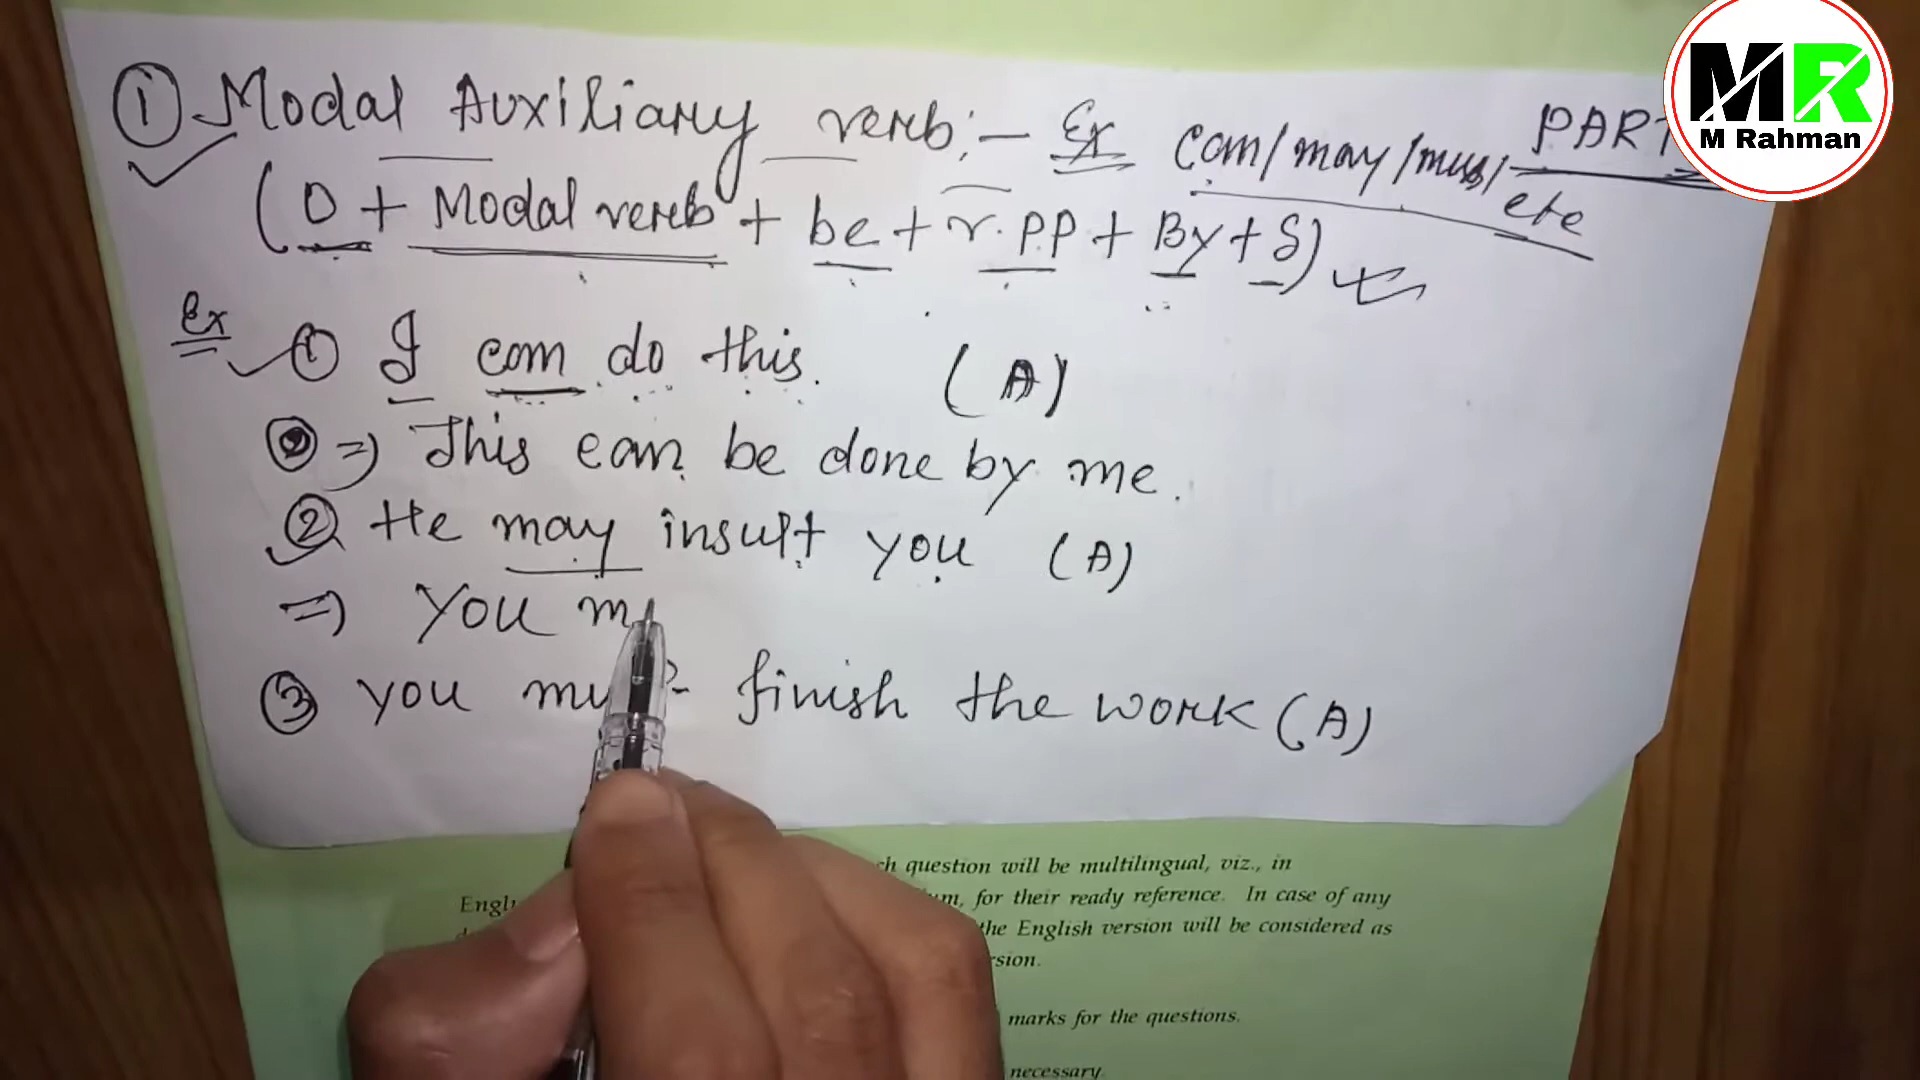 ① Modal Auxiliary verb :- Ex can/may/must/ PART
etc
(O + Modal verb + be + v.pp + By + S)
Ex ① I can do this. (A)
⇒ This can be done by me.
② He may insult you (A)
⇒ You m
③ you must finish the work (A)
MR
M Rahman
ch question will be multilingual, viz., in
for their ready reference. In case of any
the English version will be considered as
marks for the questions.
necessary.